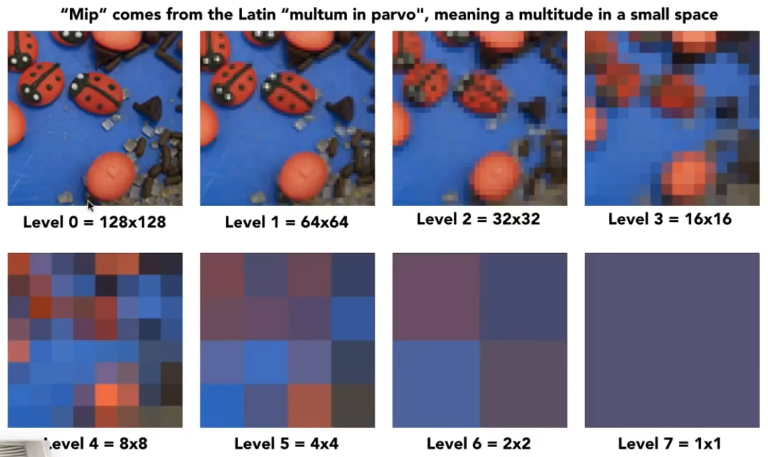 “Mip” comes from the Latin “multum in parvo", meaning a multitude in a small space
Level 0 = 128x128
Level 1 = 64x64
Level 2 = 32x32
Level 3 = 16x16
Level 4 = 8x8
Level 5 = 4x4
Level 6 = 2x2
Level 7 = 1x1